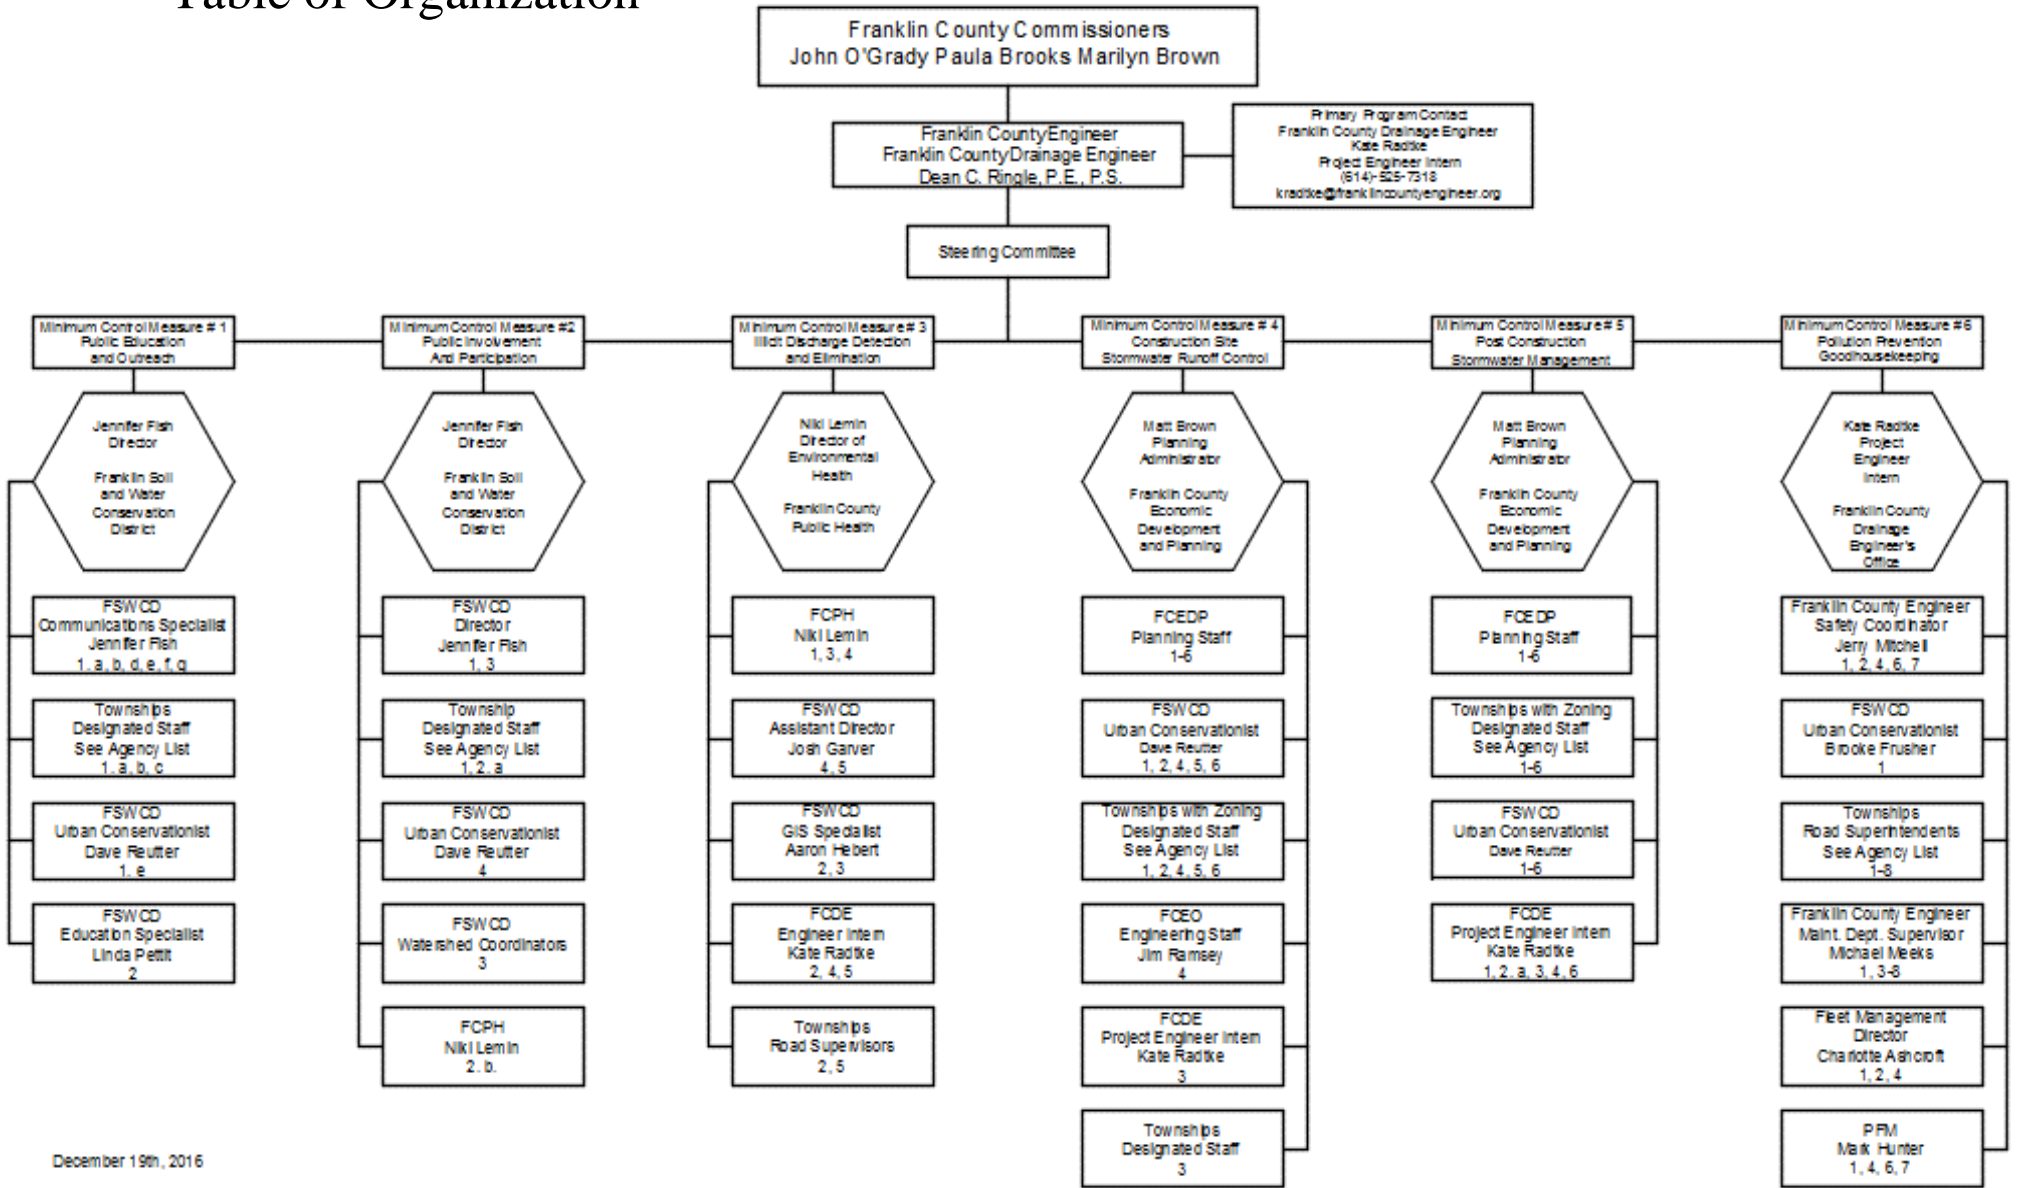 Table of Organization
Franklin County Commissioners
John O'Grady Paula Brooks Marilyn Brown
Franklin County Engineer
Franklin County Drainage Engineer
Dean C. Ringle, P.E., P.S.
Primary Program Contact
Franklin County Drainage Engineer
Kate Radtke
Project Engineer Intern
(614)-525-7318
kradtke@franklincountyengineer.org
Steering Committee
Minimum Control Measure # 1
Public Education
and Outreach
Minimum Control Measure #2
Public Involvement
And Participation
Minimum Control Measure # 3
Illicit Discharge Detection
and Elimination
Minimum Control Measure # 4
Construction Site
Stormwater Runoff Control
Minimum Control Measure # 5
Post Construction
Stormwater Management
Minimum Control Measure #6
Pollution Prevention
Goodhousekeeping
Jennifer Fish
Director
Franklin Soil
and Water
Conservation
District
Jennifer Fish
Director
Franklin Soil
and Water
Conservation
District
Niki Lemin
Director of
Environmental
Health
Franklin County
Public Health
Matt Brown
Planning
Administrator
Franklin County
Economic
Development
and Planning
Matt Brown
Planning
Administrator
Franklin County
Economic
Development
and Planning
Kate Radtke
Project
Engineer
Intern
Franklin County
Drainage
Engineer's
Office
FSWCD
Communications Specialist
Jennifer Fish
1. a, b, d, e, f, g
Townships
Designated Staff
See Agency List
1. a, b, c
FSWCD
Urban Conservationist
Dave Reutter
1. e
FSWCD
Education Specialist
Linda Pettit
2
FSWCD
Director
Jennifer Fish
1, 3
Township
Designated Staff
See Agency List
1, 2. a
FSWCD
Urban Conservationist
Dave Reutter
4
FSWCD
Watershed Coordinators
3
FCPH
Niki Lemin
2. b.
FCPH
Niki Lemin
1, 3, 4
FSWCD
Assistant Director
Josh Garver
4, 5
FSWCD
GIS Specialist
Aaron Hebert
2, 3
FCDE
Engineer Intern
Kate Radtke
2, 4, 5
Townships
Road Supervisors
2, 5
FCEDP
Planning Staff
1-6
FSWCD
Urban Conservationist
Dave Reutter
1, 2, 4, 5, 6
Townships with Zoning
Designated Staff
See Agency List
1, 2, 4, 5, 6
FCEO
Engineering Staff
Jim Ramsey
4
FCDE
Project Engineer Intern
Kate Radtke
3
Townships
Designated Staff
3
FCEDP
Planning Staff
1-6
Townships with Zoning
Designated Staff
See Agency List
1-6
FSWCD
Urban Conservationist
Dave Reutter
1-6
FCDE
Project Engineer Intern
Kate Radtke
1, 2. a, 3, 4, 6
Franklin County Engineer
Safety Coordinator
Jerry Mitchell
1, 2, 4, 6, 7
FSWCD
Urban Conservationist
Brooke Frusher
1
Townships
Road Superintendents
See Agency List
1-8
Franklin County Engineer
Maint. Dept. Supervisor
Michael Meeks
1, 3-8
Fleet Management
Director
Charlotte Ashcroft
1, 2, 4
PFM
Mark Hunter
1, 4, 6, 7
December 19th, 2016